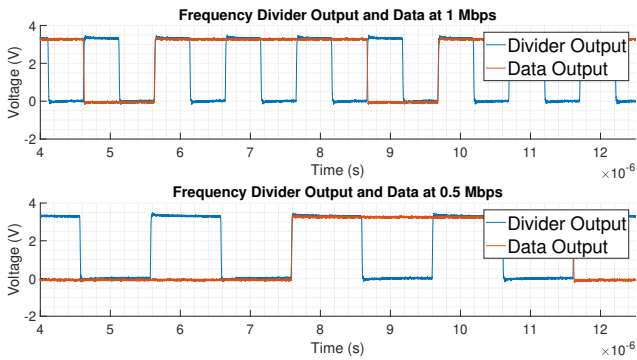 Frequency Divider Output and Data at 1 Mbps
4
2
0
-2
Voltage (V)
Divider Output
Data Output
4 5 6 7 8 9 10 11 12
Time (s)
×10⁻⁶
Frequency Divider Output and Data at 0.5 Mbps
4
2
0
-2
Voltage (V)
Divider Output
Data Output
4 5 6 7 8 9 10 11 12
Time (s)
×10⁻⁶